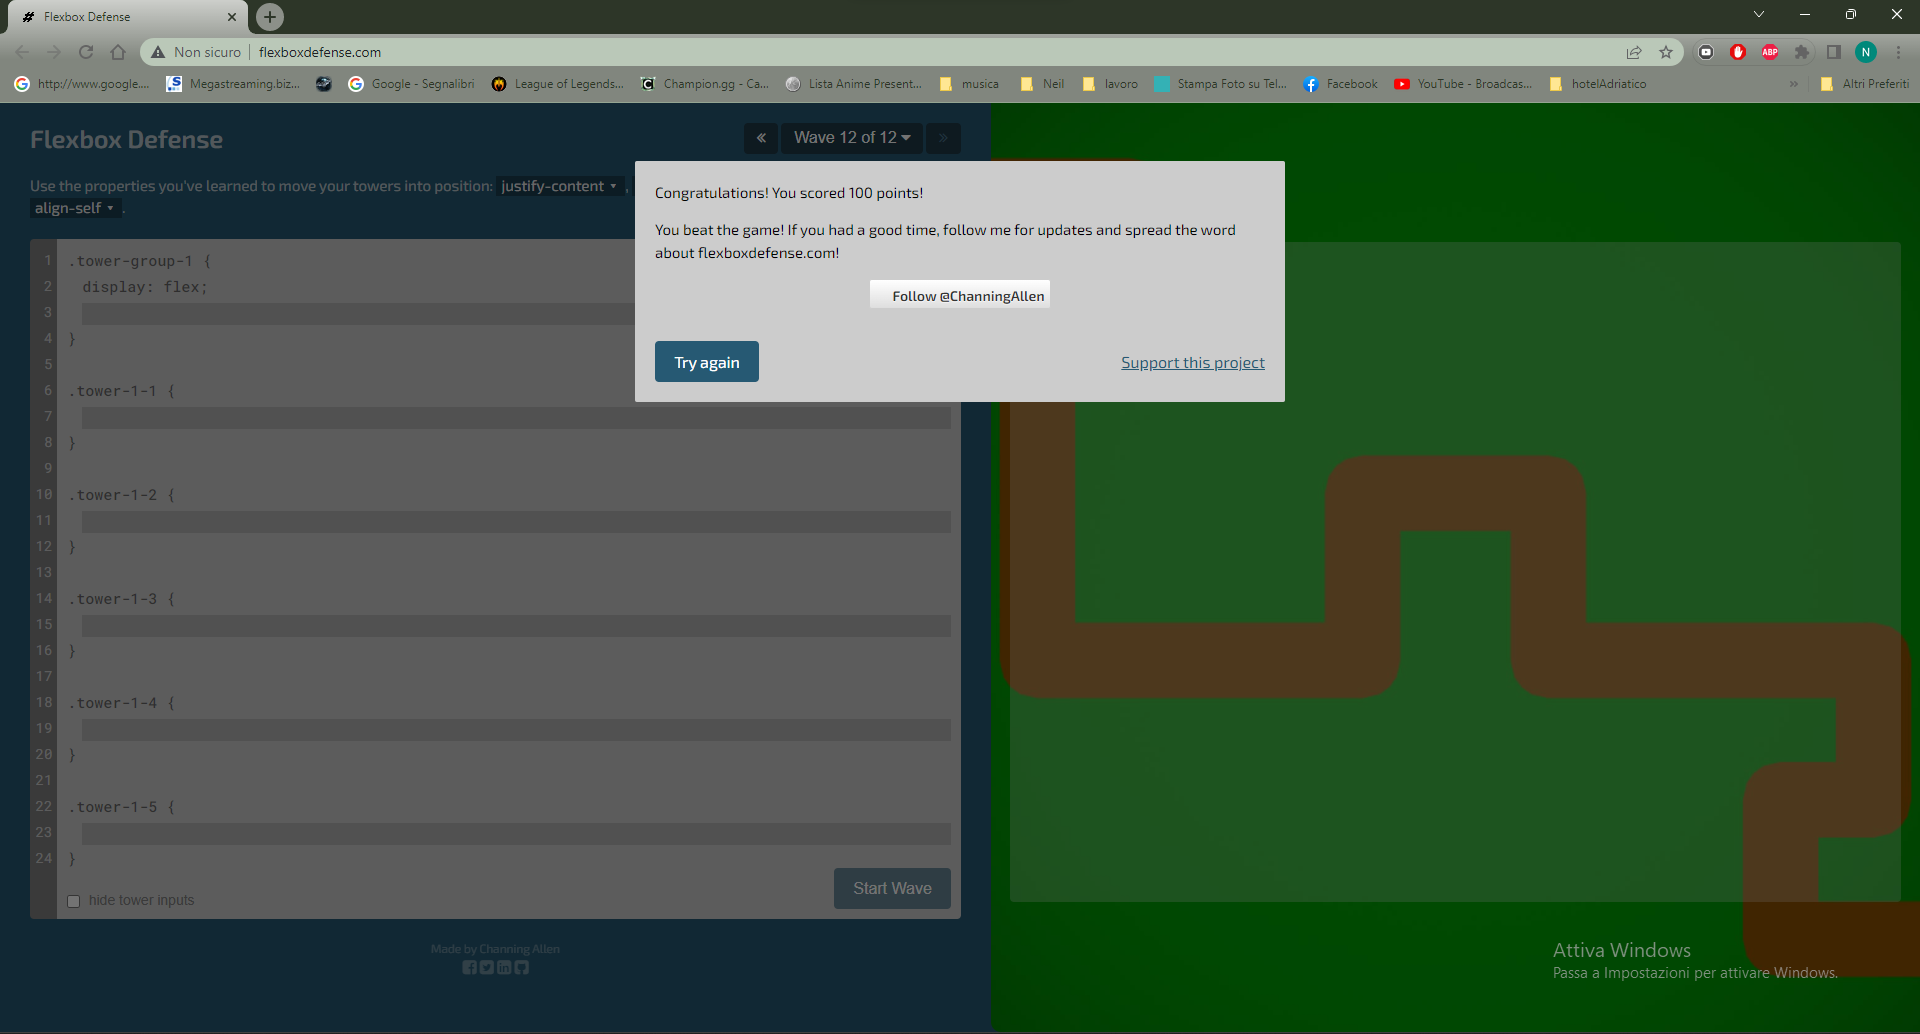 Flexbox Defense
Non sicuro
flexboxdefense.com
ABP
N
http://www.google....
Megastreaming.biz...
Google - Segnalibri
League of Legends...
Champion.gg - Ca...
Lista Anime Present...
musica
Neil
lavoro
Stampa Foto su Tel...
Facebook
YouTube - Broadcas...
hotelAdriatico
»
Altri Preferiti
Flexbox Defense
«
Wave 12 of 12
»
Use the properties you've learned to move your towers into position: justify-content ,
align-self .
Congratulations! You scored 100 points!
You beat the game! If you had a good time, follow me for updates and spread the word
about flexboxdefense.com!
Follow @ChanningAllen
Try again
Support this project
1 .tower-group-1 {
2 display: flex;
3
4 }
5
6 .tower-1-1 {
7
8 }
9
10 .tower-1-2 {
11
12 }
13
14 .tower-1-3 {
15
16 }
17
18 .tower-1-4 {
19
20 }
21
22 .tower-1-5 {
23
24 }
hide tower inputs
Start Wave
Made by Channing Allen
Attiva Windows
Passa a Impostazioni per attivare Windows.